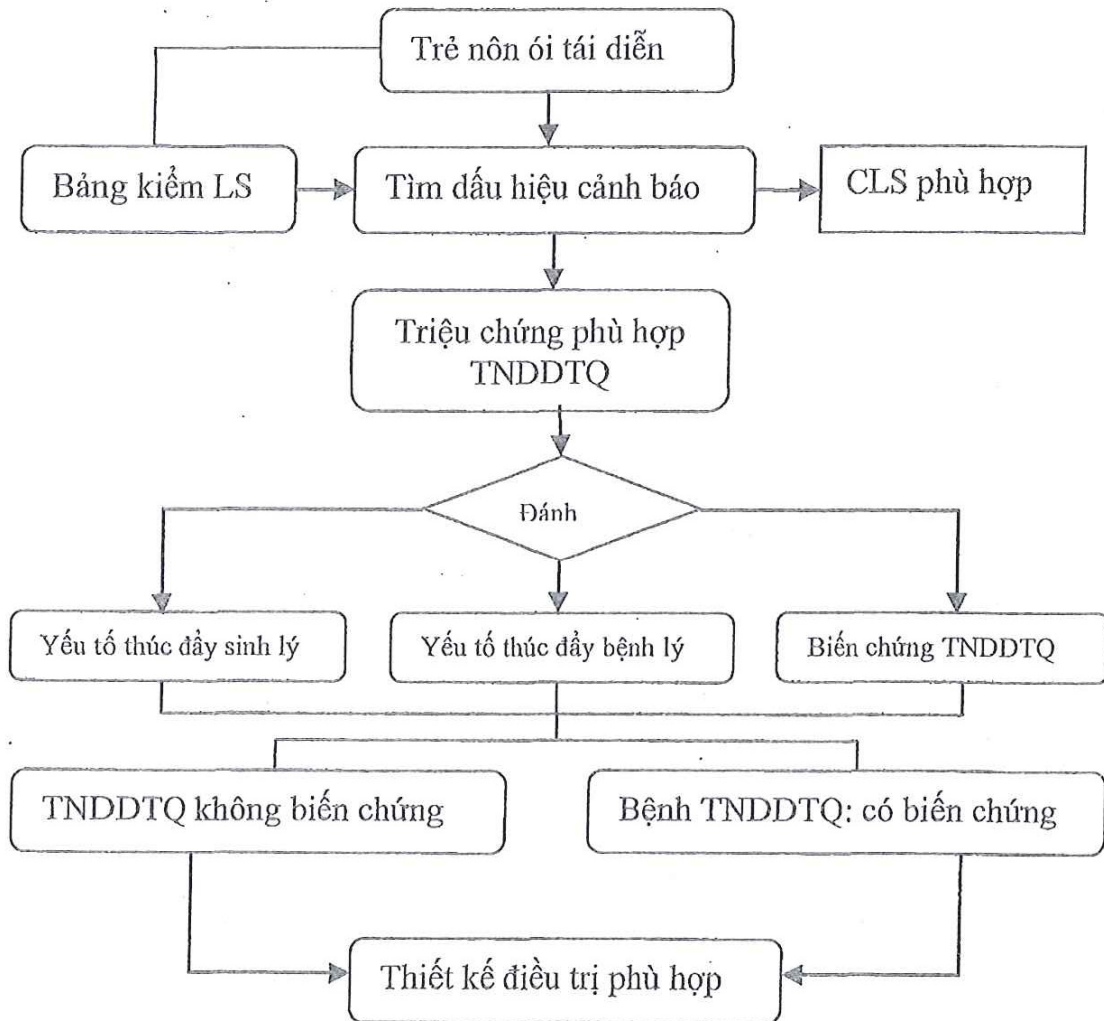 Trẻ nôn ói tái diễn
Bảng kiểm LS
Tìm dấu hiệu cảnh báo
CLS phù hợp
Triệu chứng phù hợp
TNDDTQ
Đánh
Yếu tố thúc đẩy sinh lý
Yếu tố thúc đẩy bệnh lý
Biến chứng TNDDTQ
TNDDTQ không biến chứng
Bệnh TNDDTQ: có biến chứng
Thiết kế điều trị phù hợp